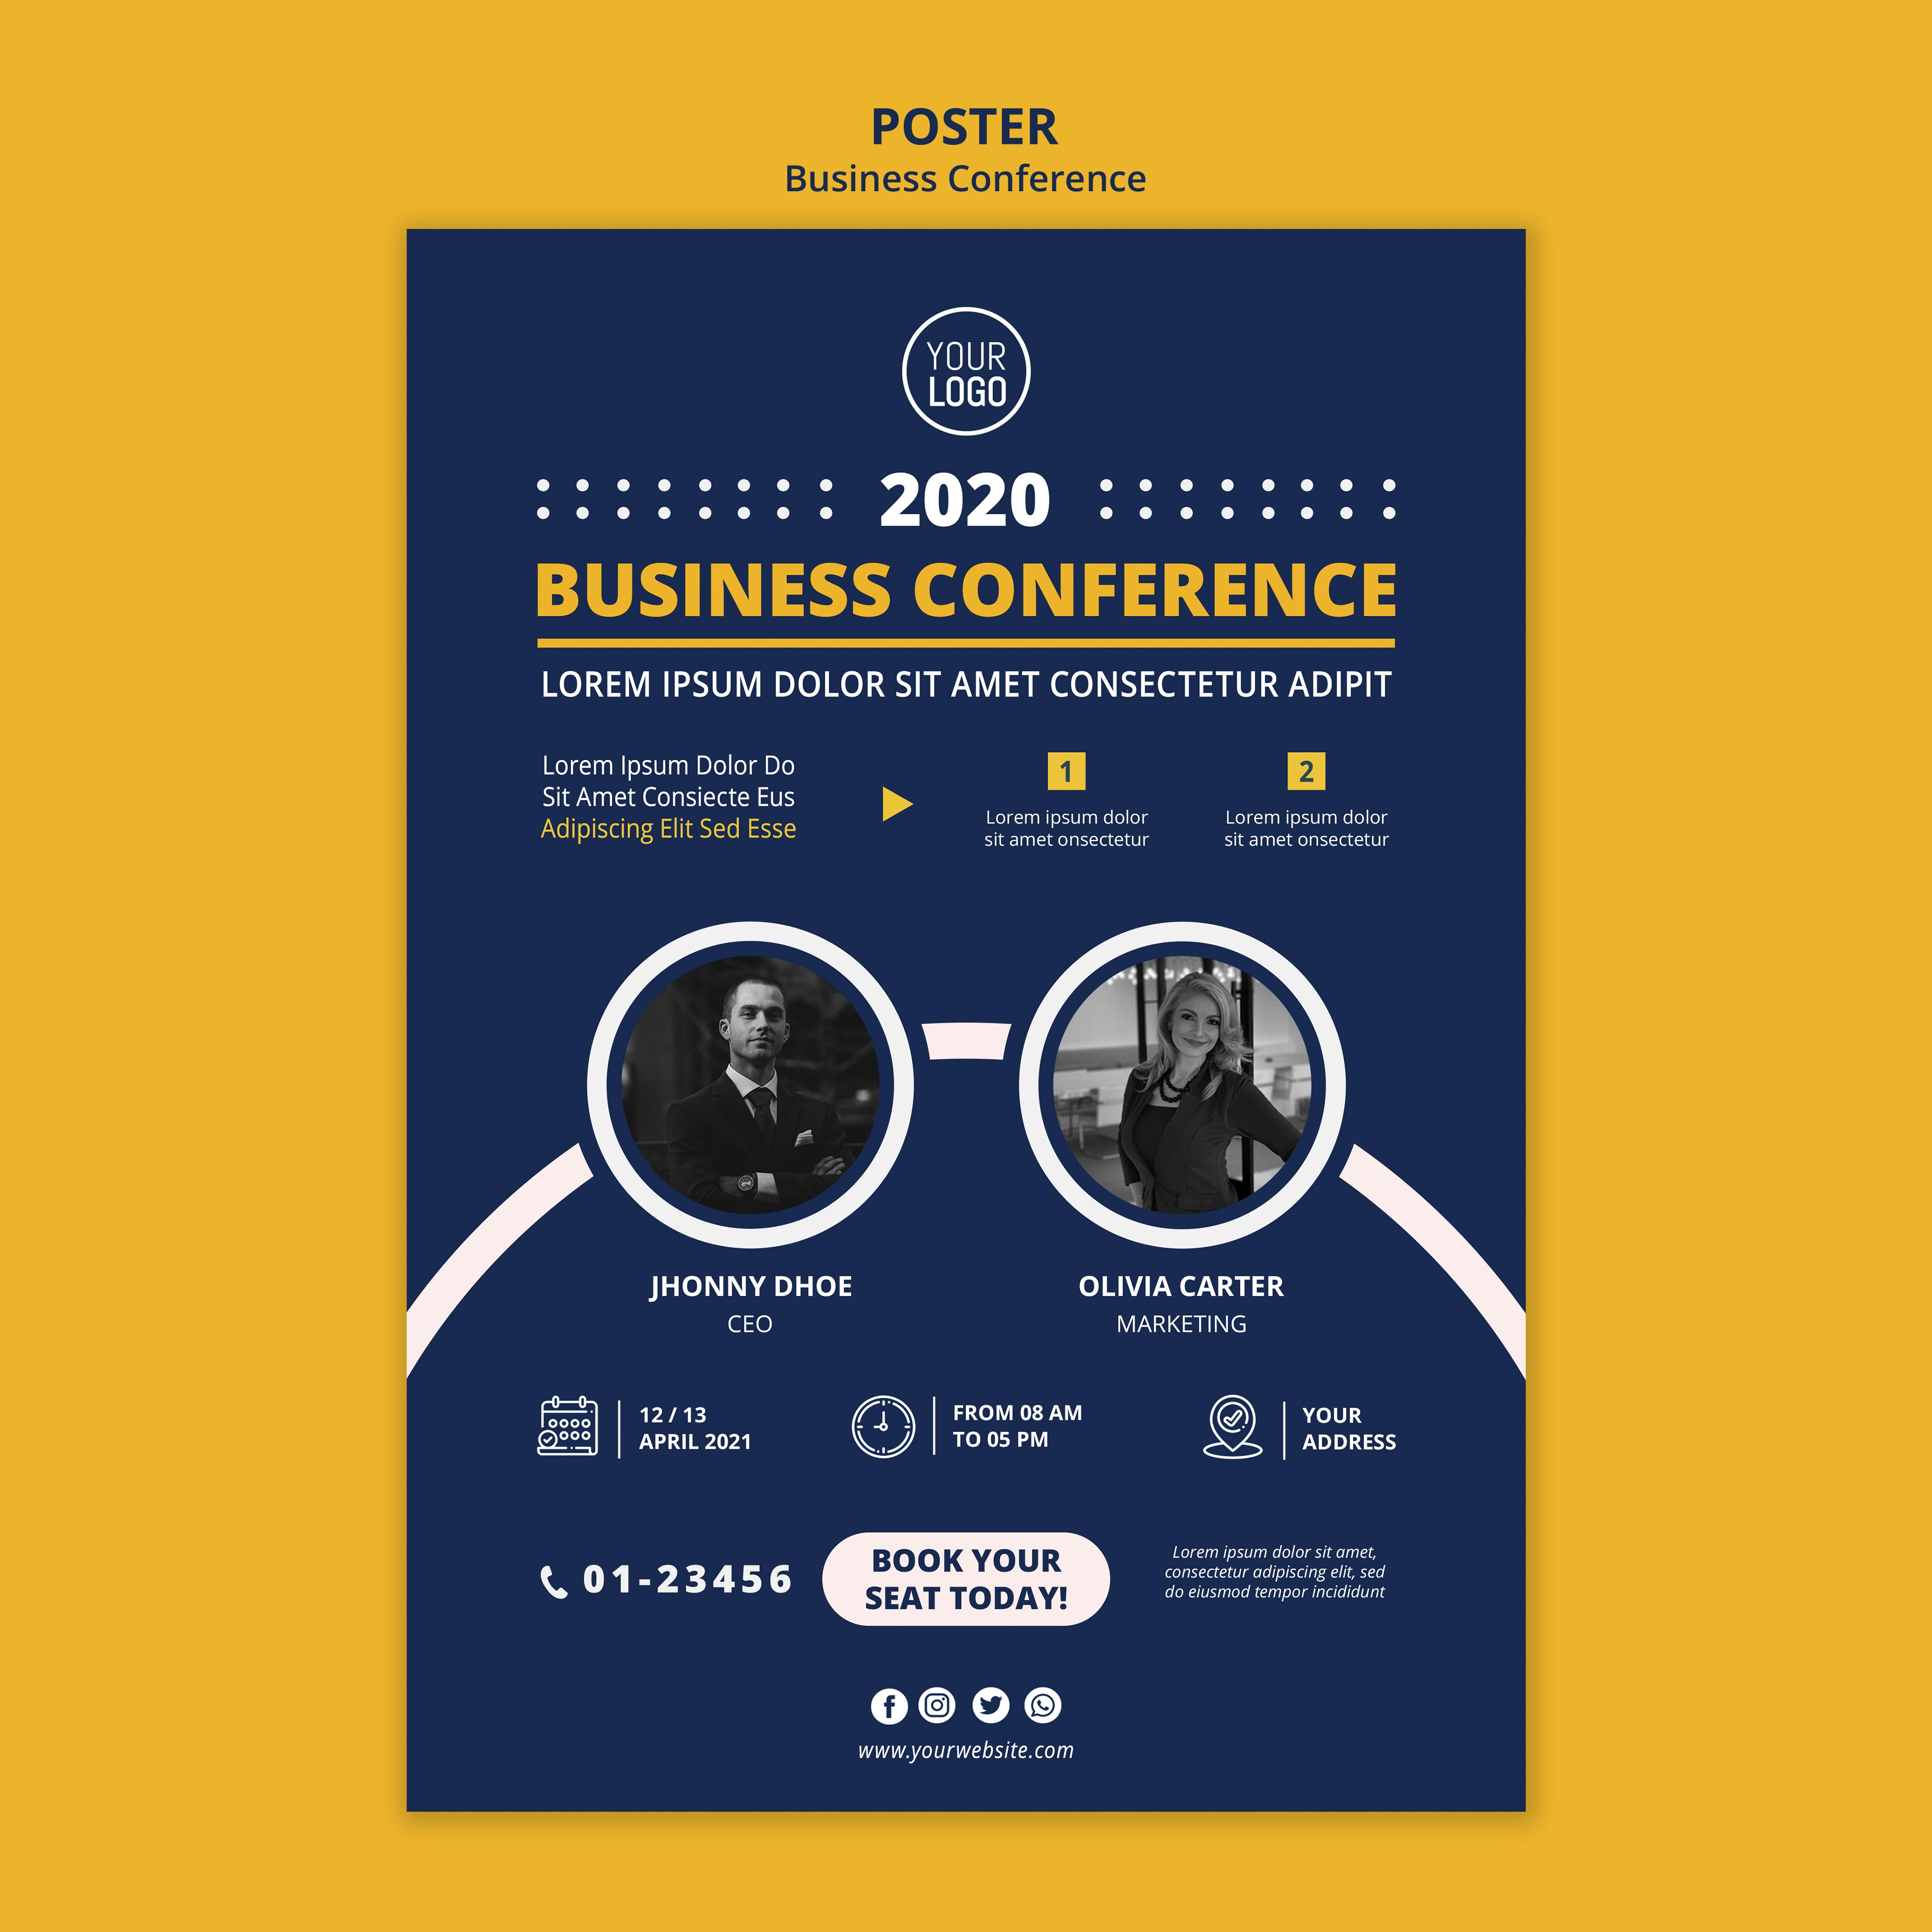 POSTER
Business Conference
YOUR
LOGO
2020
BUSINESS CONFERENCE
LOREM IPSUM DOLOR SIT AMET CONSECTETUR ADIPIT
Lorem Ipsum Dolor Do
Sit Amet Consiecte Eus
Adipiscing Elit Sed Esse
1
Lorem ipsum dolor
sit amet onsectetur
2
Lorem ipsum dolor
sit amet onsectetur
JHONNY DHOE
CEO
OLIVIA CARTER
MARKETING
12 / 13
APRIL 2021
FROM 08 AM
TO 05 PM
YOUR
ADDRESS
01-23456
BOOK YOUR
SEAT TODAY!
Lorem ipsum dolor sit amet,
consectetur adipiscing elit, sed
do eiusmod tempor incididunt
www.yourwebsite.com